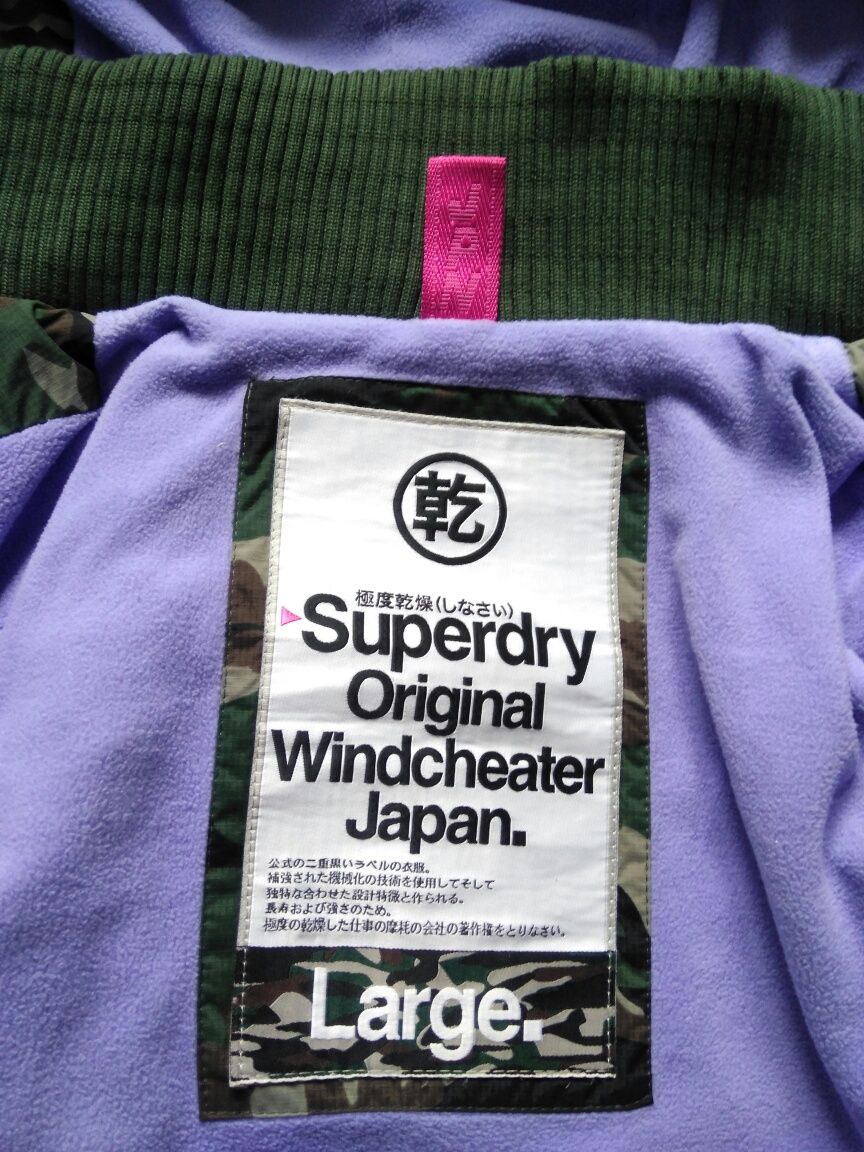 乾
極度乾燥(しなさい)
Superdry
Original
Windcheater
Japan.
公式の二重黒いラベルの衣服。
補強された機械化の技術を使用してそして
独特な合わせた設計特徴と作られる。
長寿および強さのため。
極度の乾燥した仕事の摩耗の会社の著作権をとりなさい。
Large.